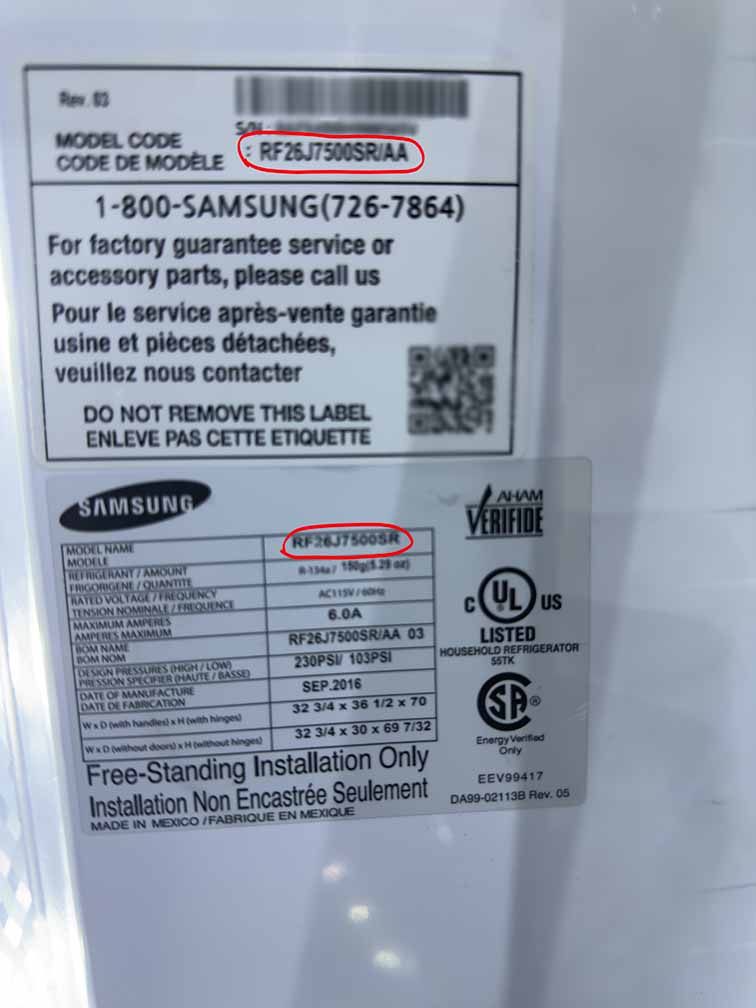 Rev. 03
S/N :
MODEL CODE
CODE DE MODÈLE : RF26J7500SR/AA
1-800-SAMSUNG(726-7864)
For factory guarantee service or
accessory parts, please call us
Pour le service après-vente garantie
usine et pièces détachées,
veuillez nous contacter
DO NOT REMOVE THIS LABEL
ENLEVE PAS CETTE ETIQUETTE
SAMSUNG
AHAM
VERIFIDE
MODEL NAME
MODELE
RF26J7500SR
REFRIGERANT / AMOUNT
FRIGORIGENE / QUANTITE
R-134a / 150g(5.29 oz)
RATED VOLTAGE / FREQUENCY
TENSION NOMINALE / FREQUENCE
AC115V / 60Hz
MAXIMUM AMPERES
AMPERES MAXIMUM
6.0A
BOM NAME
BOM NOM
RF26J7500SR/AA 03
DESIGN PRESSURES (HIGH / LOW)
PRESSION SPECIFIER (HAUTE / BASSE)
230PSI/ 103PSI
DATE OF MANUFACTURE
DATE DE FABRICATION
SEP.2016
W x D (with handles) x H (with hinges)
32 3/4 x 36 1/2 x 70
W x D (without doors) x H (without hinges)
32 3/4 x 30 x 69 7/32
C UL US
LISTED
HOUSEHOLD REFRIGERATOR
55TK
SA ®
Energy Verified
Only
EEV99417
DA99-02113B Rev. 05
Free-Standing Installation Only
Installation Non Encastrée Seulement
MADE IN MEXICO / FABRIQUE EN MEXIQUE